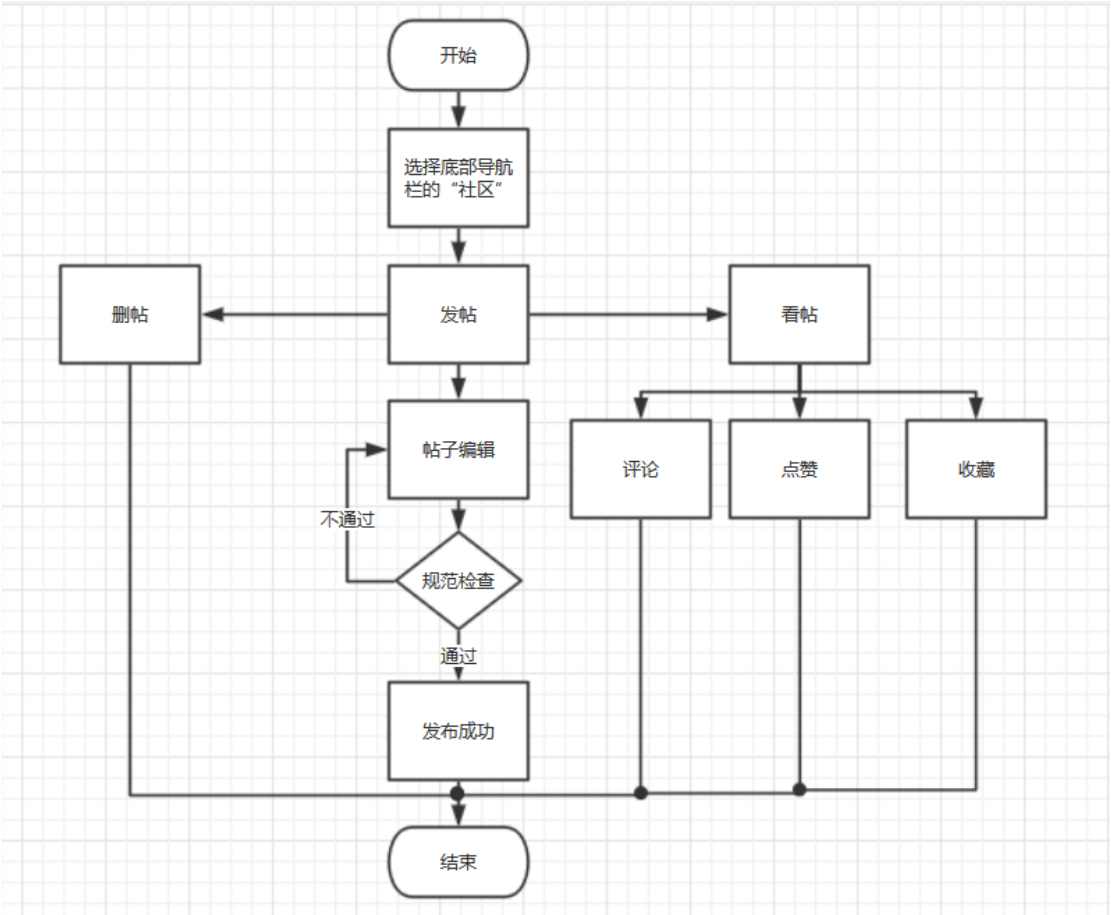 开始
选择底部导航
栏的“社区”
删帖
发帖
看帖
帖子编辑
评论
点赞
收藏
不通过
规范检查
通过
发布成功
结束